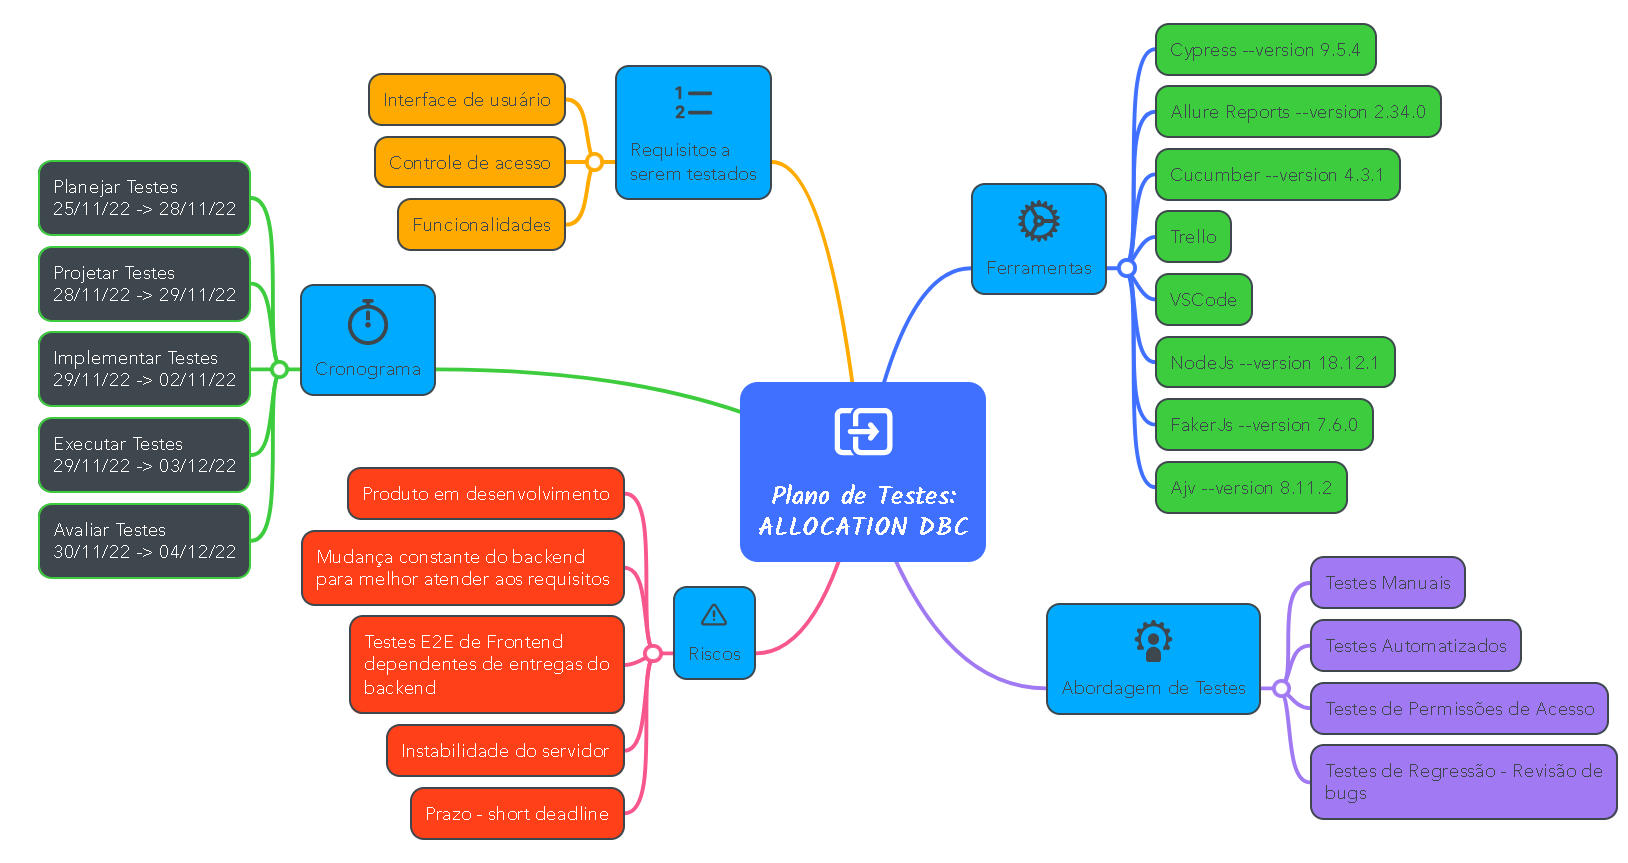 Plano de Testes:
ALLOCATION DBC
Requisitos a
serem testados
Interface de usuário
Controle de acesso
Funcionalidades
Cronograma
Planejar Testes
25/11/22 -> 28/11/22
Projetar Testes
28/11/22 -> 29/11/22
Implementar Testes
29/11/22 -> 02/11/22
Executar Testes
29/11/22 -> 03/12/22
Avaliar Testes
30/11/22 -> 04/12/22
Riscos
Produto em desenvolvimento
Mudança constante do backend
para melhor atender aos requisitos
Testes E2E de Frontend
dependentes de entregas do
backend
Instabilidade do servidor
Prazo - short deadline
Ferramentas
Cypress --version 9.5.4
Allure Reports --version 2.34.0
Cucumber --version 4.3.1
Trello
VSCode
NodeJs --version 18.12.1
FakerJs --version 7.6.0
Ajv --version 8.11.2
Abordagem de Testes
Testes Manuais
Testes Automatizados
Testes de Permissões de Acesso
Testes de Regressão - Revisão de
bugs